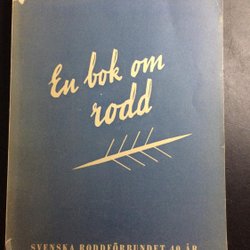 En bok om
rodd
SVENSKA RODDFÖRBUNDET 40 ÅR